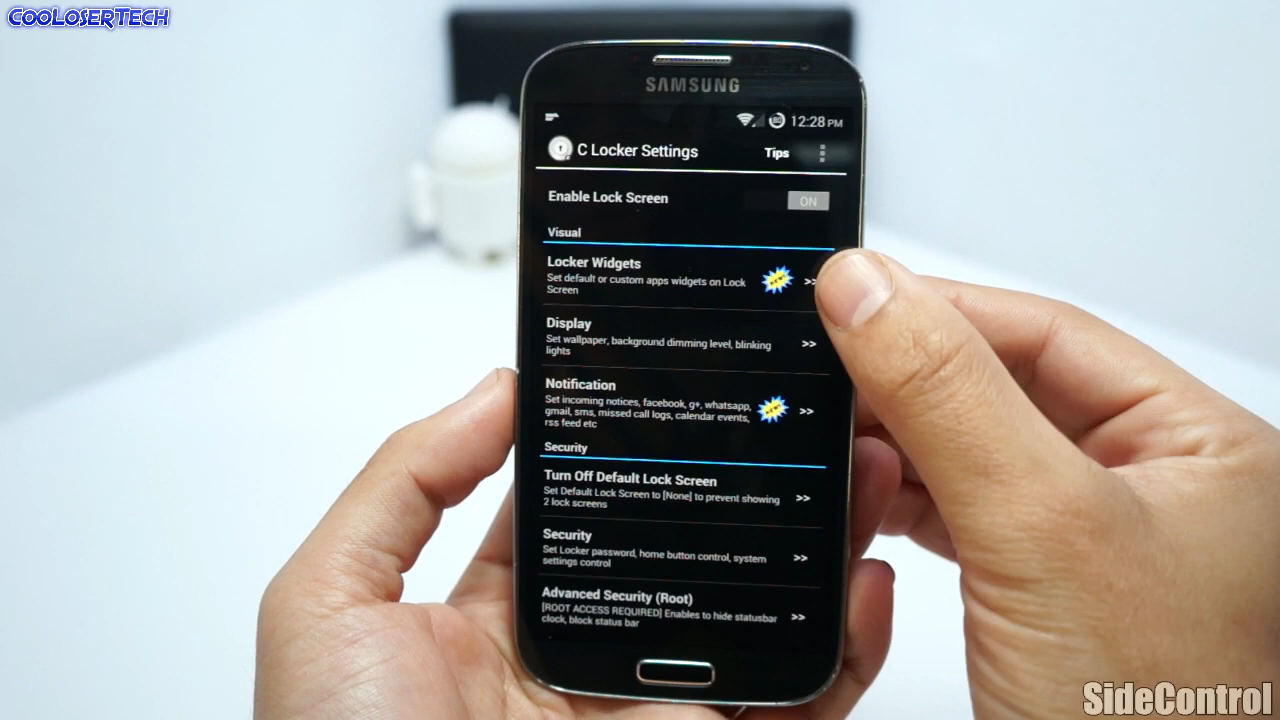 CooLoserTech
SAMSUNG
12:28 PM
C Locker Settings
Tips
Enable Lock Screen
ON
Visual
Locker Widgets
Set default or custom apps widgets on Lock
Screen
>>
Display
Set wallpaper, background dimming level, blinking
lights
>>
Notification
Set incoming notices, facebook, g+, whatsapp,
gmail, sms, missed call logs, calendar events,
rss feed etc
>>
Security
Turn Off Default Lock Screen
Set Default Lock Screen to [None] to prevent showing
2 lock screens
>>
Security
Set Locker password, home button control, system
settings control
>>
Advanced Security (Root)
[ROOT ACCESS REQUIRED] Enables to hide statusbar
clock, block status bar
>>
SideControl